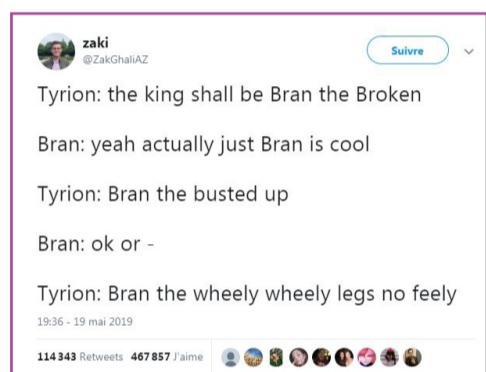 zaki
@ZakGhaliAZ
Suivre
Tyrion: the king shall be Bran the Broken
Bran: yeah actually just Bran is cool
Tyrion: Bran the busted up
Bran: ok or -
Tyrion: Bran the wheely wheely legs no feely
19:36 - 19 mai 2019
114 343 Retweets 467 857 J'aime